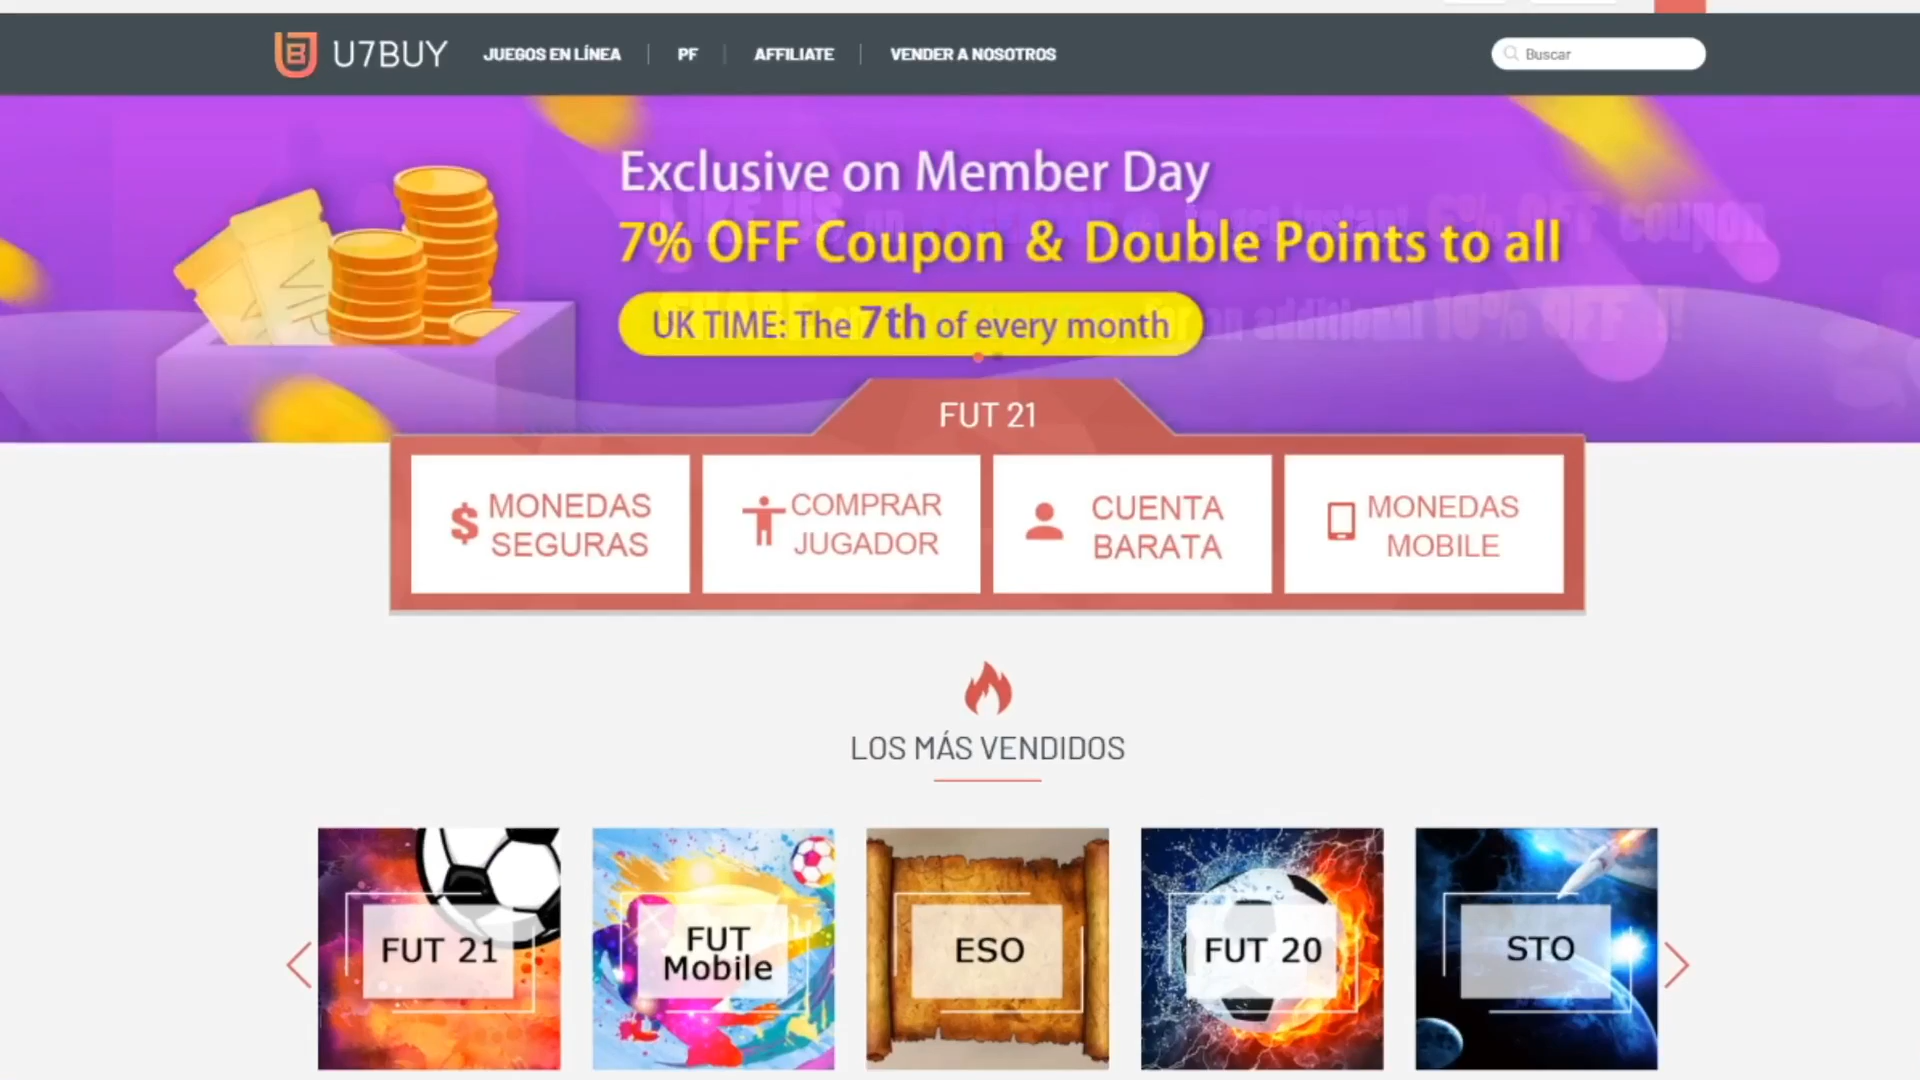 U7BUY
JUEGOS EN LÍNEA
PF
AFFILIATE
VENDER A NOSOTROS
Buscar
Exclusive on Member Day
7% OFF Coupon & Double Points to all
UK TIME: The 7th of every month
VIP
FUT 21
MONEDAS
SEGURAS
COMPRAR
JUGADOR
CUENTA
BARATA
MONEDAS
MOBILE
LOS MÁS VENDIDOS
FUT 21
FUT
Mobile
ESO
FUT 20
STO